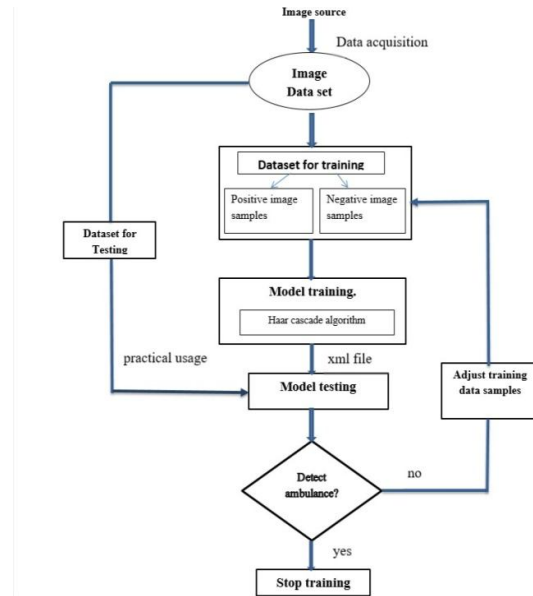 Image source
Data acquisition
Image
Data set
Dataset for training
Positive image
samples
Negative image
samples
Dataset for
Testing
Model training.
Haar cascade algorithm
practical usage
xml file
Model testing
Adjust training
data samples
Detect
ambulance?
no
yes
Stop training